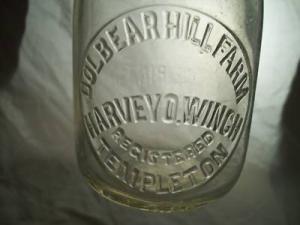 DOLBEAR HILL FARM
HARVEY O. WINCH
REGISTERED
TEMPLETON